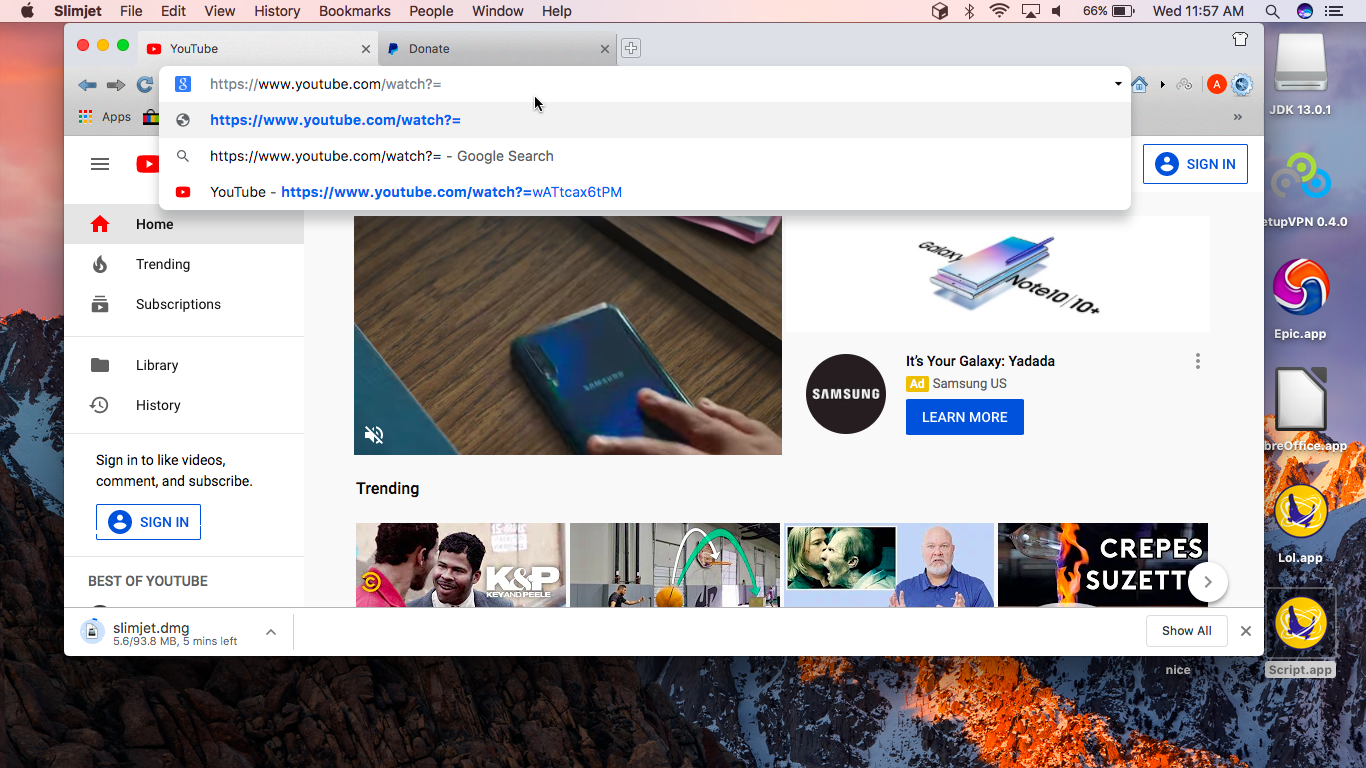 Slimjet File Edit View History Bookmarks People Window Help 66% Wed 11:57 AM
YouTube Donate
https://www.youtube.com/watch?=
A
Apps »
https://www.youtube.com/watch?=
https://www.youtube.com/watch?= - Google Search
YouTube - https://www.youtube.com/watch?=wATtcax6tPM
SIGN IN
Home
Trending
Subscriptions
Library
History
Sign in to like videos,
comment, and subscribe.
SIGN IN
BEST OF YOUTUBE
SAMSUNG
Galaxy
Note10/10+
SAMSUNG
It's Your Galaxy: Yadada
Ad Samsung US
LEARN MORE
Trending
K&P
KEY AND PEELE
CREPES
SUZETT
slimjet.dmg
5.6/93.8 MB, 5 mins left
Show All
JDK 13.0.1
etupVPN 0.4.0
Epic.app
breOffice.app
Lol.app
Script.app
nice